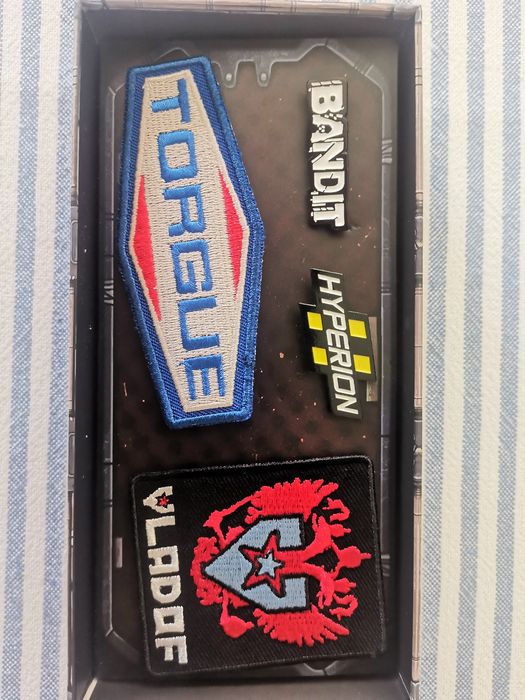 TORGUE
BANDIT
HYPERION
VLADOF